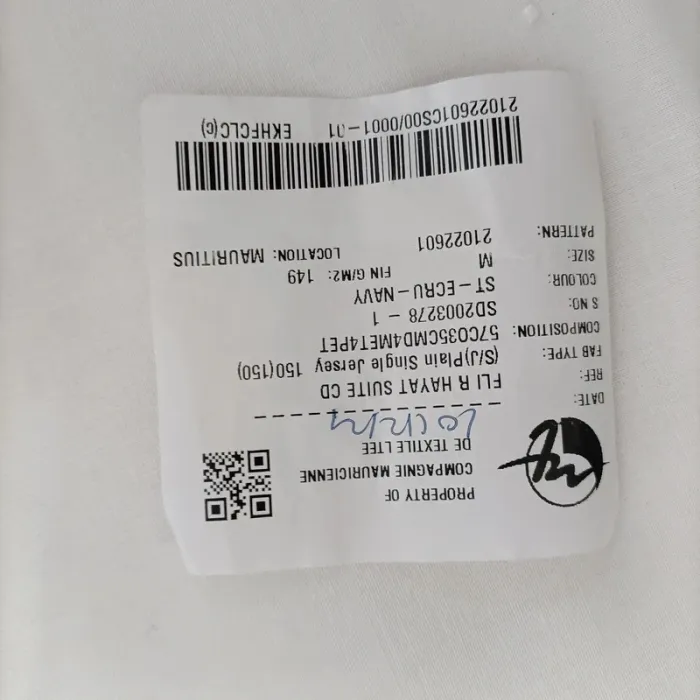 PROPERTY OF
COMPAGNIE MAURICIENNE
DE TEXTILE LTEE
DATE:
REF: FLI R HAYAT SUITE CD
FAB TYPE: (S/J)Plain Single Jersey 150(150)
COMPOSITION: 57CO35CMD4MET4PET
S NO: SD2003278 - 1
COLOUR: ST-ECRU-NAVY
SIZE: M FIN G/M2: 149
PATTERN: 21022601 LOCATION: MAURITIUS
21022601CS00/0001-01 EKHFCLC(c)